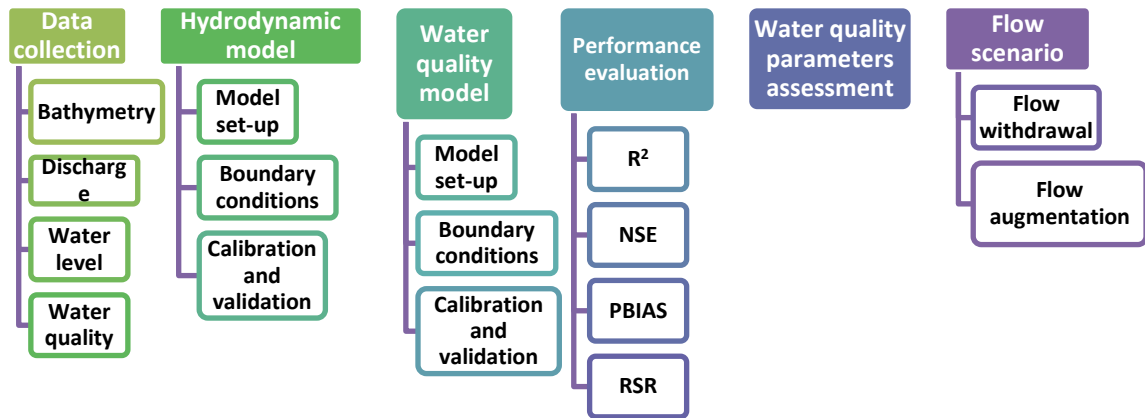 Data
collection
Bathymetry
Discharg
e
Water
level
Water
quality
Hydrodynamic
model
Model
set-up
Boundary
conditions
Calibration
and
validation
Water
quality
model
Model
set-up
Boundary
conditions
Calibration
and
validation
Performance
evaluation
R²
NSE
PBIAS
RSR
Water quality
parameters
assessment
Flow
scenario
Flow
withdrawal
Flow
augmentation